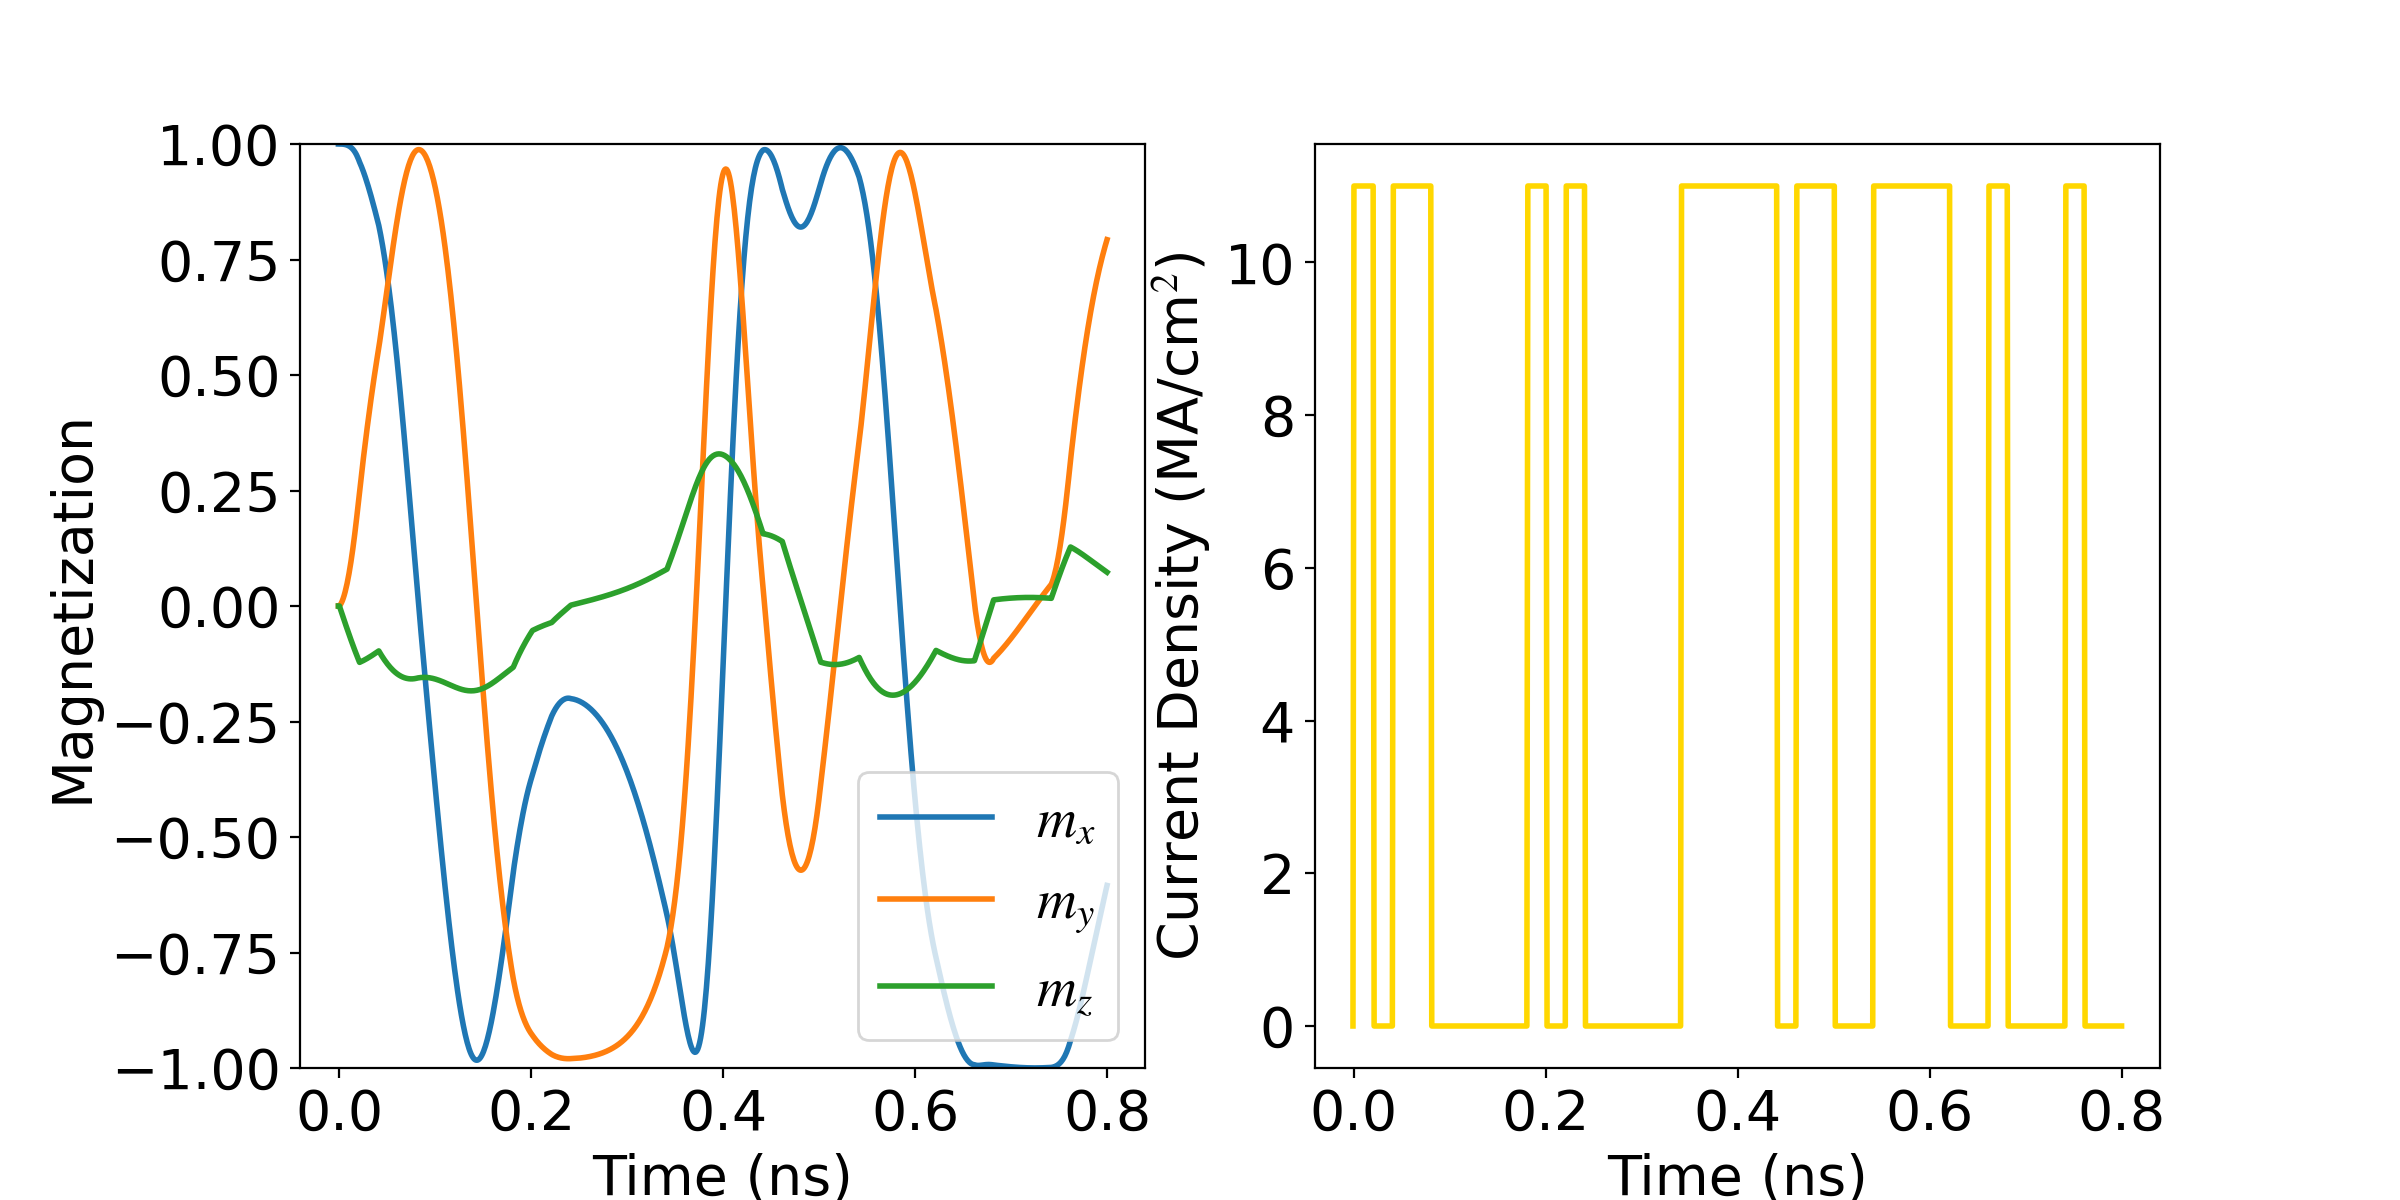 Magnetization
1.00
0.75
0.50
0.25
0.00
−0.25
−0.50
−0.75
−1.00
0.0 0.2 0.4 0.6 0.8
Time (ns)
m_x
m_y
m_z
Current Density (MA/cm²)
10
8
6
4
2
0
0.0 0.2 0.4 0.6 0.8
Time (ns)